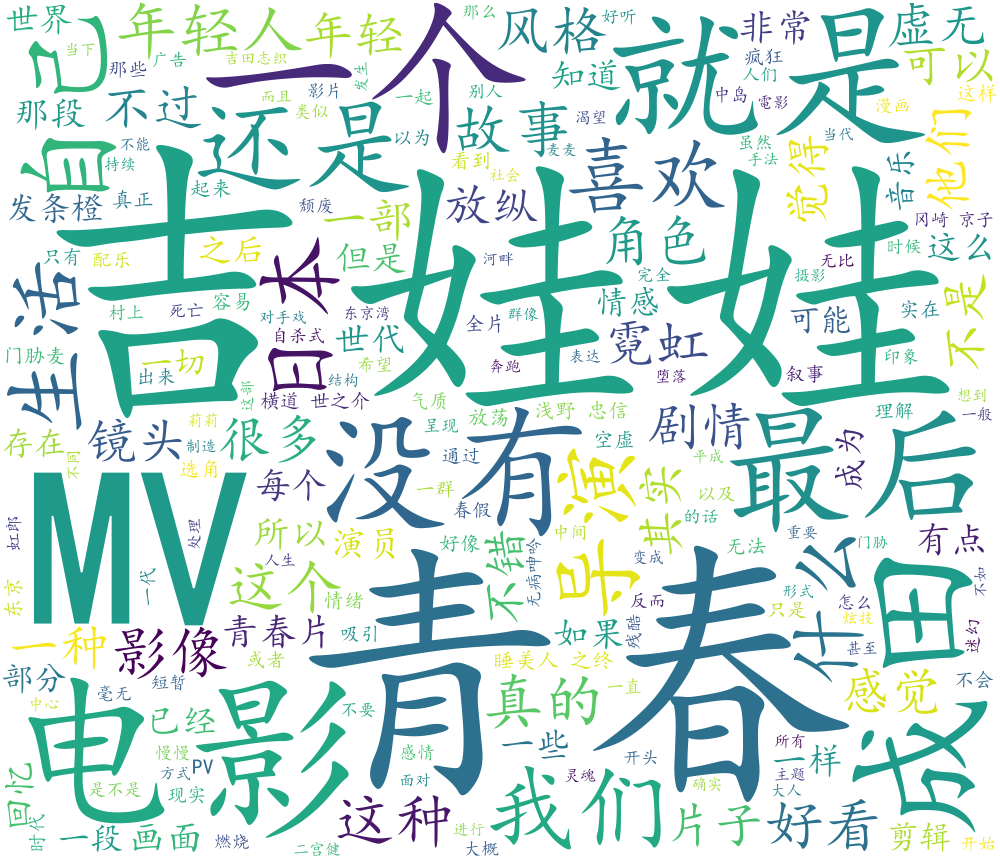 世界
当下
那些
广告
年轻人
年轻
吉田志织
一个
那么
风格
好听
非常
虚无
自己
那段
不过
还是
而且
影片
发生
类似
一起
别人
故事
知道
渴望
就是
疯狂
人们
中岛
電影
可以
漫画
这样
不能
持续
以为
看到
麦麦
社会
喜欢
虽然
手法
当代
觉得
音乐
他们
发条橙
真正
起来
颓废
一部
放纵
角色
冈崎 京子
时候
这么
吉娃娃
只有
配乐
之后
日本
但是
河畔
完全
情感
摄影
无比
实在
不是
生活
村上
死亡
容易
对手戏
自杀式
东京湾
全片
群像
霓虹
可能
门胁麦
一切
世代
奔跑
表达
印象
出来
这部
结构
希望
堕落
叙事
想到
横道 世之介
气质
一般
存在
莉莉
制造
镜头
很多
选角
呈现
放荡
浅野 忠信
空虚
剧情
理解
不同
没有
平成
最后
成为
通过
MV
每个
一群
春假
导演
其实
以及
的话
虹郎
处理
所以
演员
好像
中间
无法
重要
有点
东京
一代
人生
不错
无病呻吟
变成
门胁
成田
不如
这个
情绪
青春
反而
形式
只是
怎么
什么
炫技
甚至
迷幻
一种
影像
青春片
吸引
如果
残酷
部分
或者
睡美人 之终
一直
感觉
不会
中心
毫无
短暂
电影
已经
不要
真的
慢慢
PV
方式
感情
一些
开头
所有
一样
回忆
是不是
现实
面对
灵魂
确实
主题
大人
时代
一段
画面
燃烧
二宫健
这种
进行
大概
我们
片子
好看
剪辑
开始